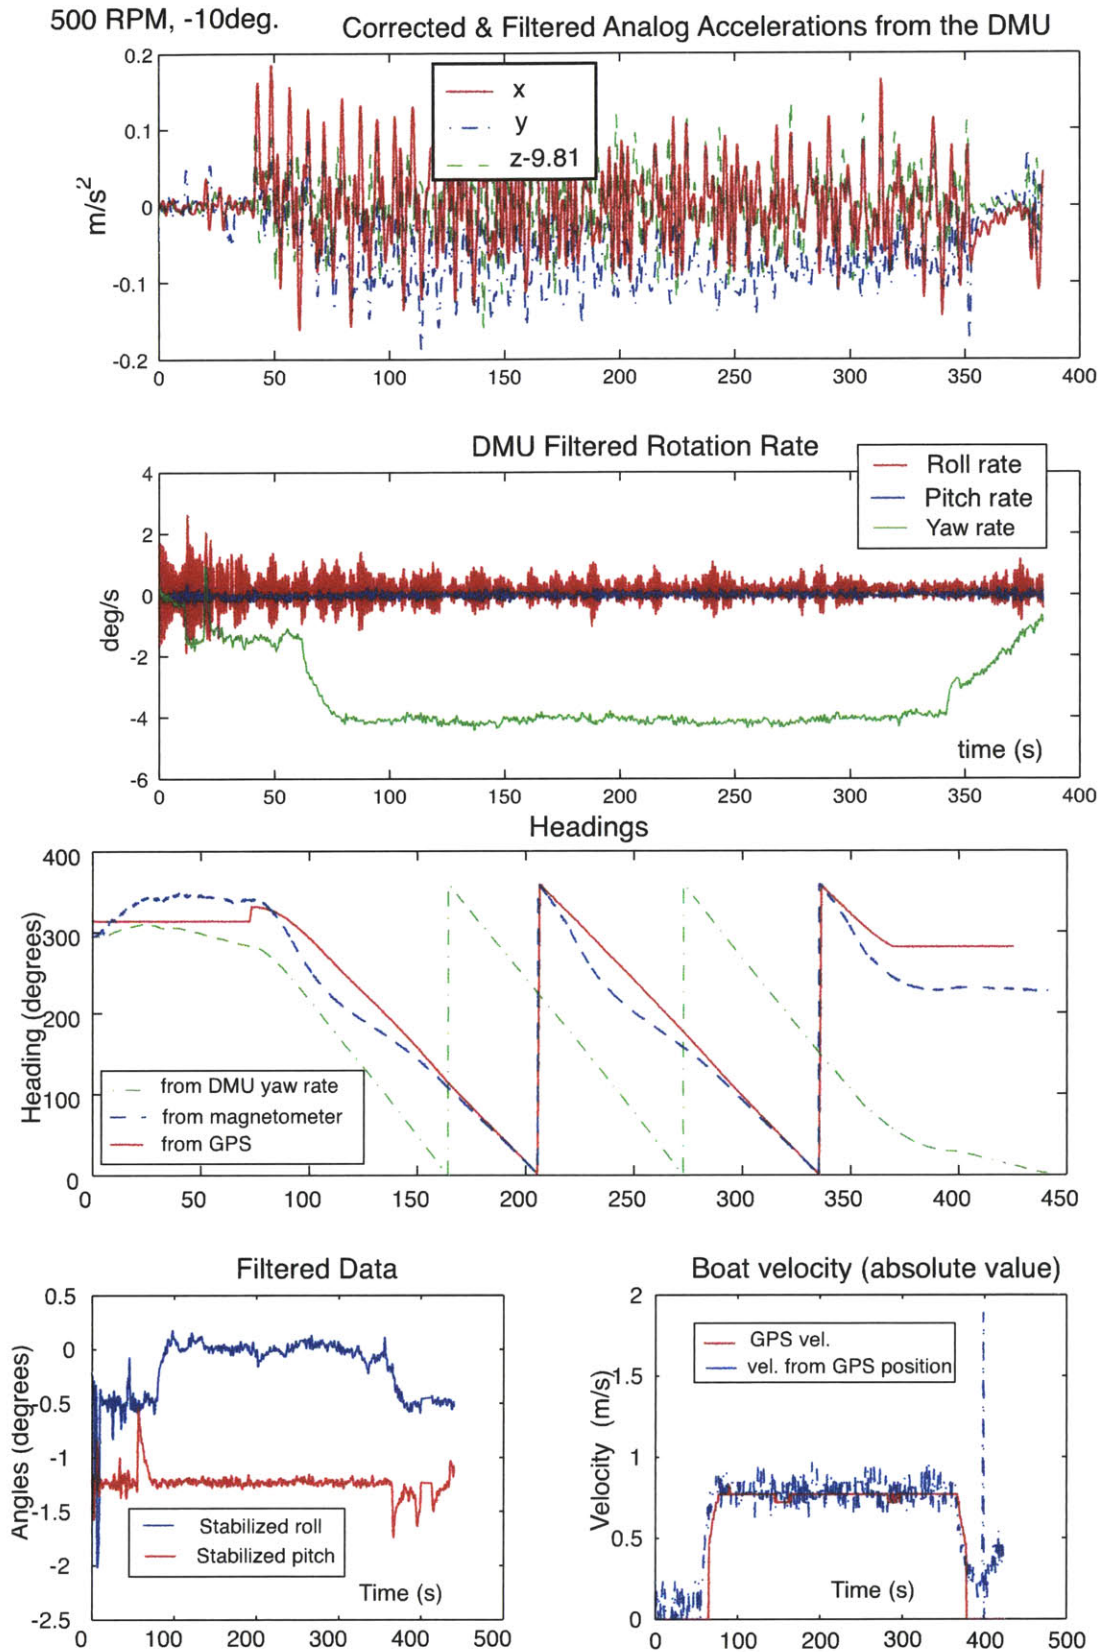 500 RPM, -10deg.
Corrected & Filtered Analog Accelerations from the DMU
0.2
0.1
0
-0.1
-0.2
m/s²
x
y
z-9.81
0 50 100 150 200 250 300 350 400
DMU Filtered Rotation Rate
4
2
0
-2
-4
-6
deg/s
Roll rate
Pitch rate
Yaw rate
time (s)
0 50 100 150 200 250 300 350 400
Headings
400
300
200
100
0
Heading (degrees)
from DMU yaw rate
from magnetometer
from GPS
0 50 100 150 200 250 300 350 400 450
Filtered Data
0.5
0
-0.5
-1
-1.5
-2
-2.5
Angles (degrees)
Stabilized roll
Stabilized pitch
Time (s)
0 100 200 300 400 500
Boat velocity (absolute value)
2
1.5
1
0.5
0
Velocity (m/s)
GPS vel.
vel. from GPS position
Time (s)
0 100 200 300 400 500